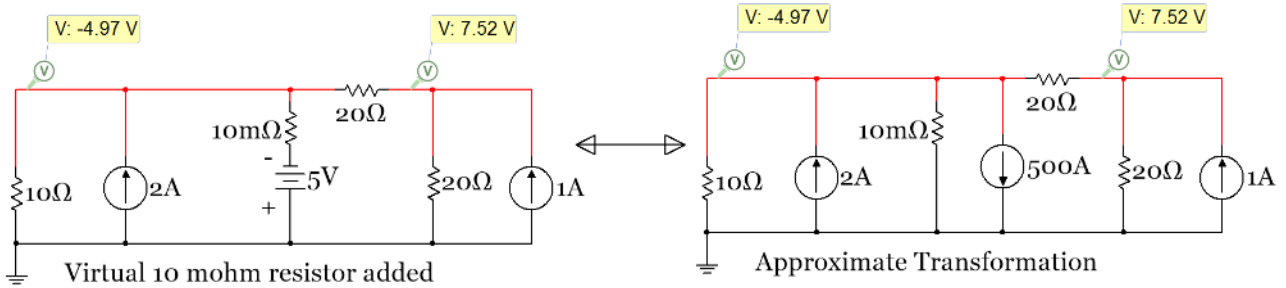 V: -4.97 V
V: 7.52 V
20Ω
10mΩ
-
5V
+
10Ω
2A
20Ω
1A
V
V
Virtual 10 mohm resistor added
V: -4.97 V
V: 7.52 V
V
V
20Ω
10mΩ
10Ω
2A
500A
20Ω
1A
Approximate Transformation